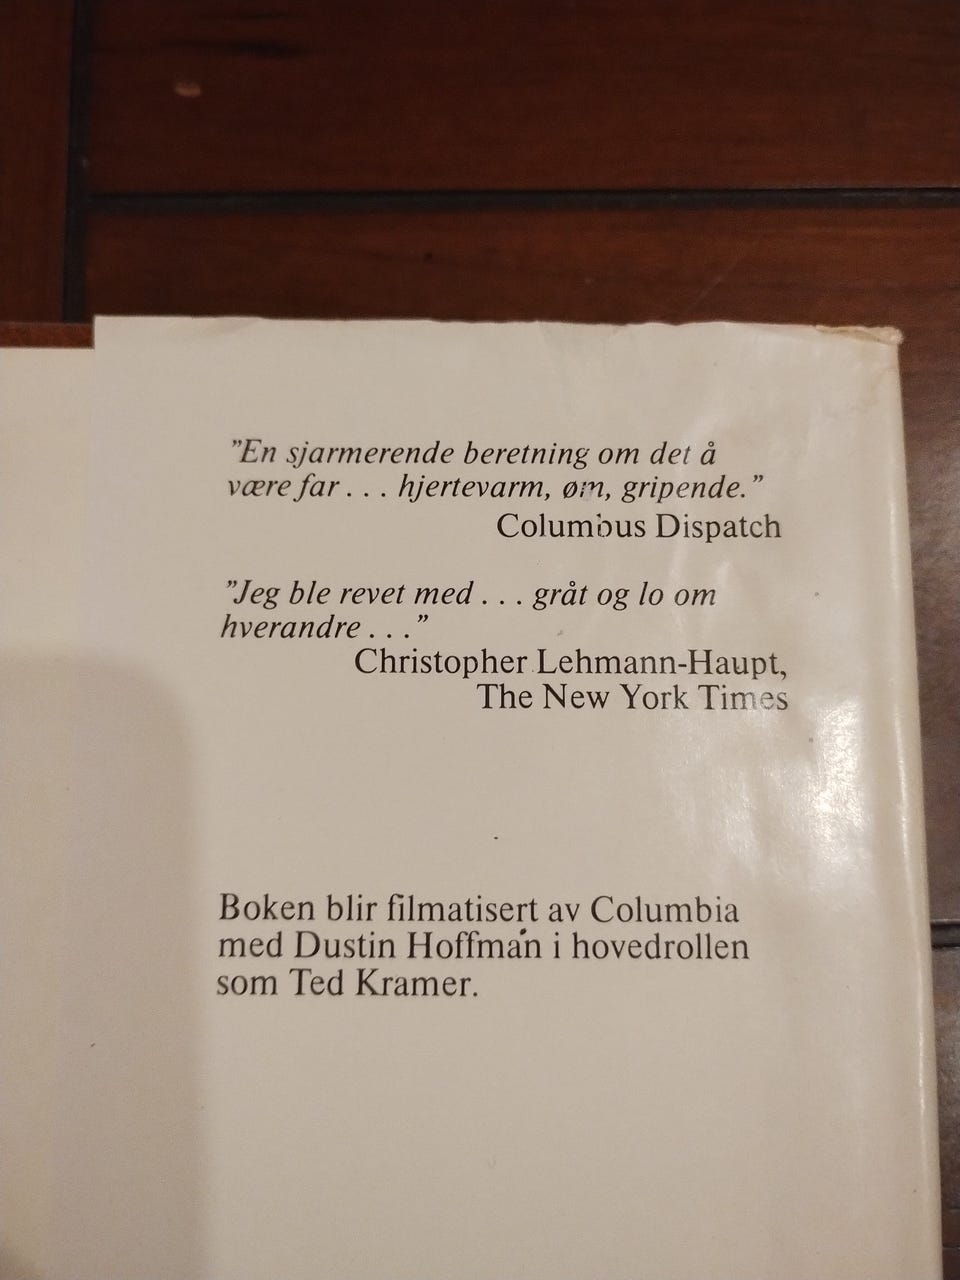 ”En sjarmerende beretning om det å
være far . . . hjertevarm, øm, gripende.”
Columbus Dispatch
”Jeg ble revet med . . . gråt og lo om
hverandre . . .”
Christopher Lehmann-Haupt,
The New York Times
Boken blir filmatisert av Columbia
med Dustin Hoffman i hovedrollen
som Ted Kramer.